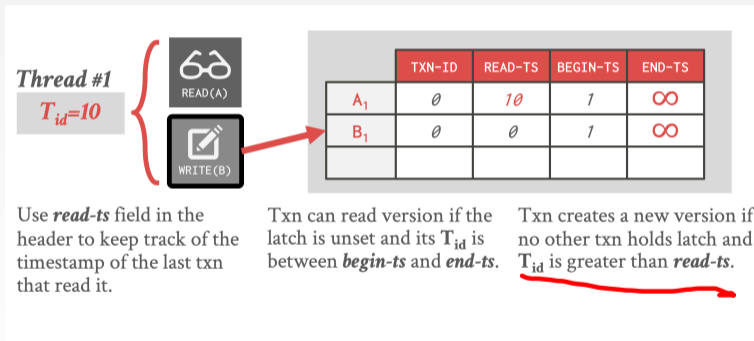 Thread #1
Tid=10
READ(A)
WRITE(B)
TXN-ID READ-TS BEGIN-TS END-TS
A1 0 10 1 ∞
B1 0 0 1 ∞
Use read-ts field in the
header to keep track of the
timestamp of the last txn
that read it.
Txn can read version if the
latch is unset and its Tid is
between begin-ts and end-ts.
Txn creates a new version if
no other txn holds latch and
Tid is greater than read-ts.